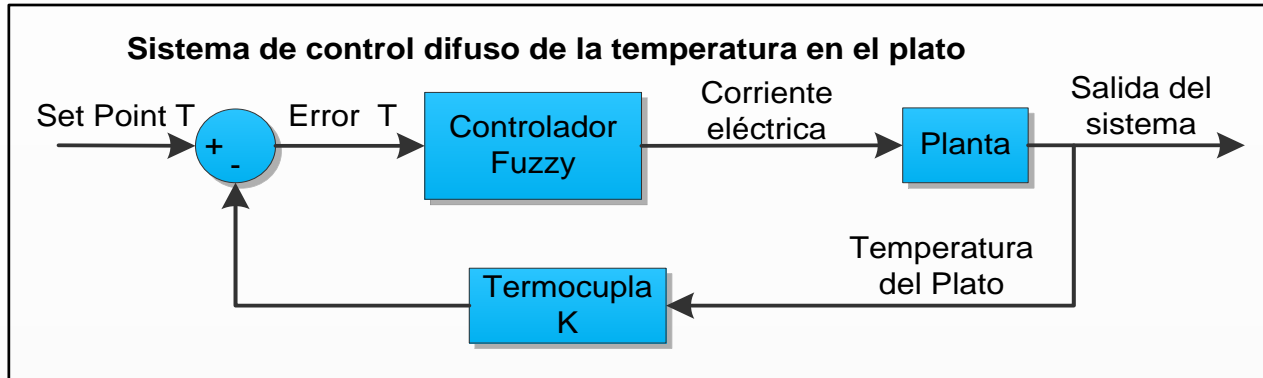 Sistema de control difuso de la temperatura en el plato
Set Point T
+
-
Error T
Controlador
Fuzzy
Corriente
eléctrica
Planta
Salida del
sistema
Temperatura
del Plato
Termocupla
K